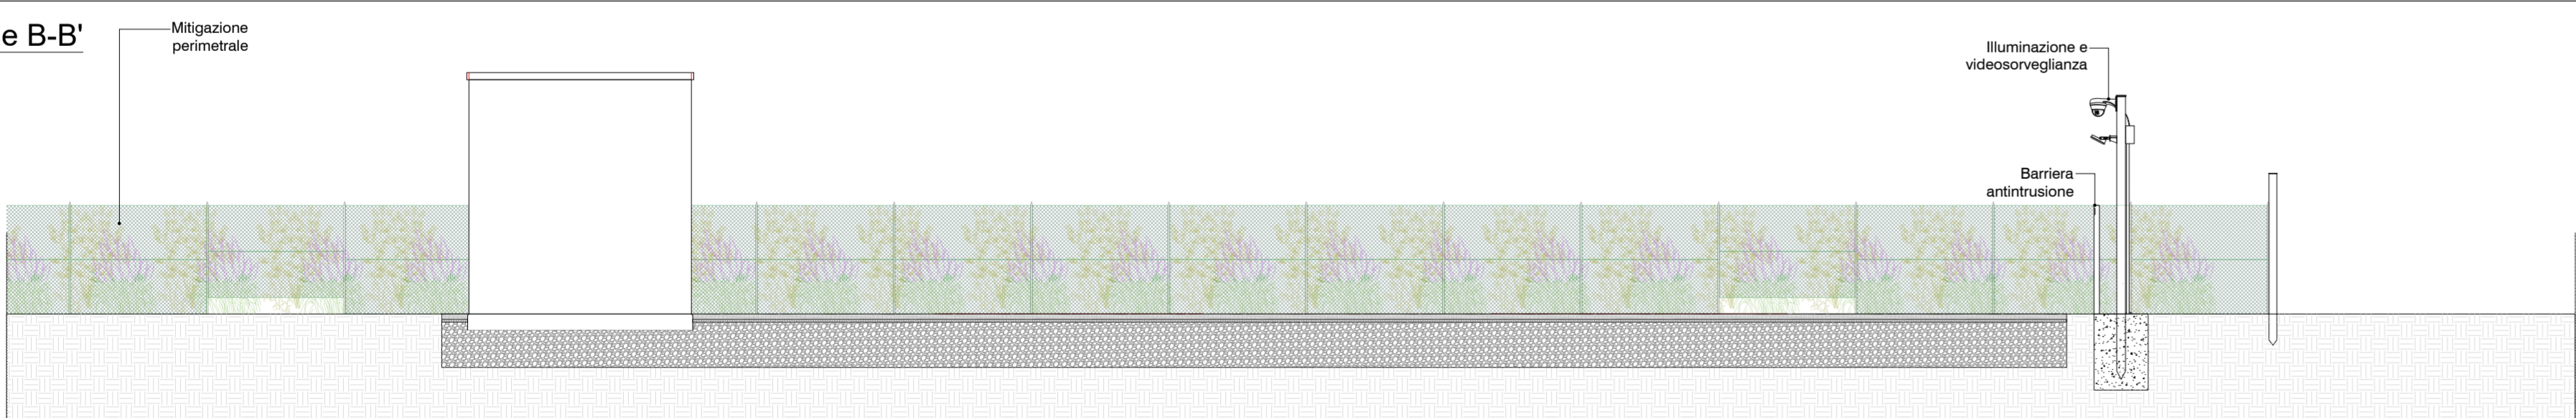 e B-B'
Mitigazione
perimetrale
Illuminazione e
videosorveglianza
Barriera
antintrusione